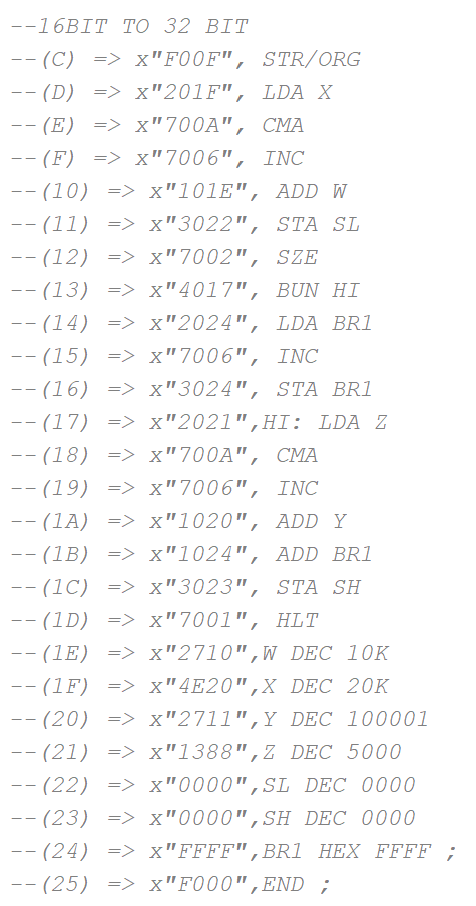 --16BIT TO 32 BIT
--(C) => x"F00F", STR/ORG
--(D) => x"201F", LDA X
--(E) => x"700A", CMA
--(F) => x"7006", INC
--(10) => x"101E", ADD W
--(11) => x"3022", STA SL
--(12) => x"7002", SZE
--(13) => x"4017", BUN HI
--(14) => x"2024", LDA BR1
--(15) => x"7006", INC
--(16) => x"3024", STA BR1
--(17) => x"2021",HI: LDA Z
--(18) => x"700A", CMA
--(19) => x"7006", INC
--(1A) => x"1020", ADD Y
--(1B) => x"1024", ADD BR1
--(1C) => x"3023", STA SH
--(1D) => x"7001", HLT
--(1E) => x"2710",W DEC 10K
--(1F) => x"4E20",X DEC 20K
--(20) => x"2711",Y DEC 100001
--(21) => x"1388",Z DEC 5000
--(22) => x"0000",SL DEC 0000
--(23) => x"0000",SH DEC 0000
--(24) => x"FFFF",BR1 HEX FFFF ;
--(25) => x"F000",END ;